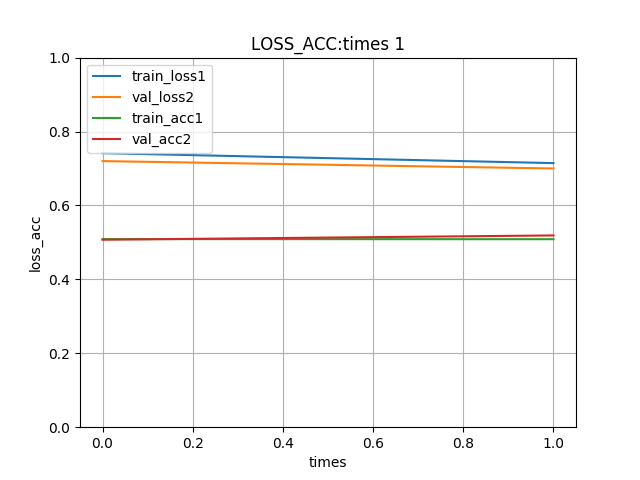 LOSS_ACC:times 1
1.0
0.8
0.6
0.4
0.2
0.0
loss_acc
train_loss1
val_loss2
train_acc1
val_acc2
0.0 0.2 0.4 0.6 0.8 1.0
times